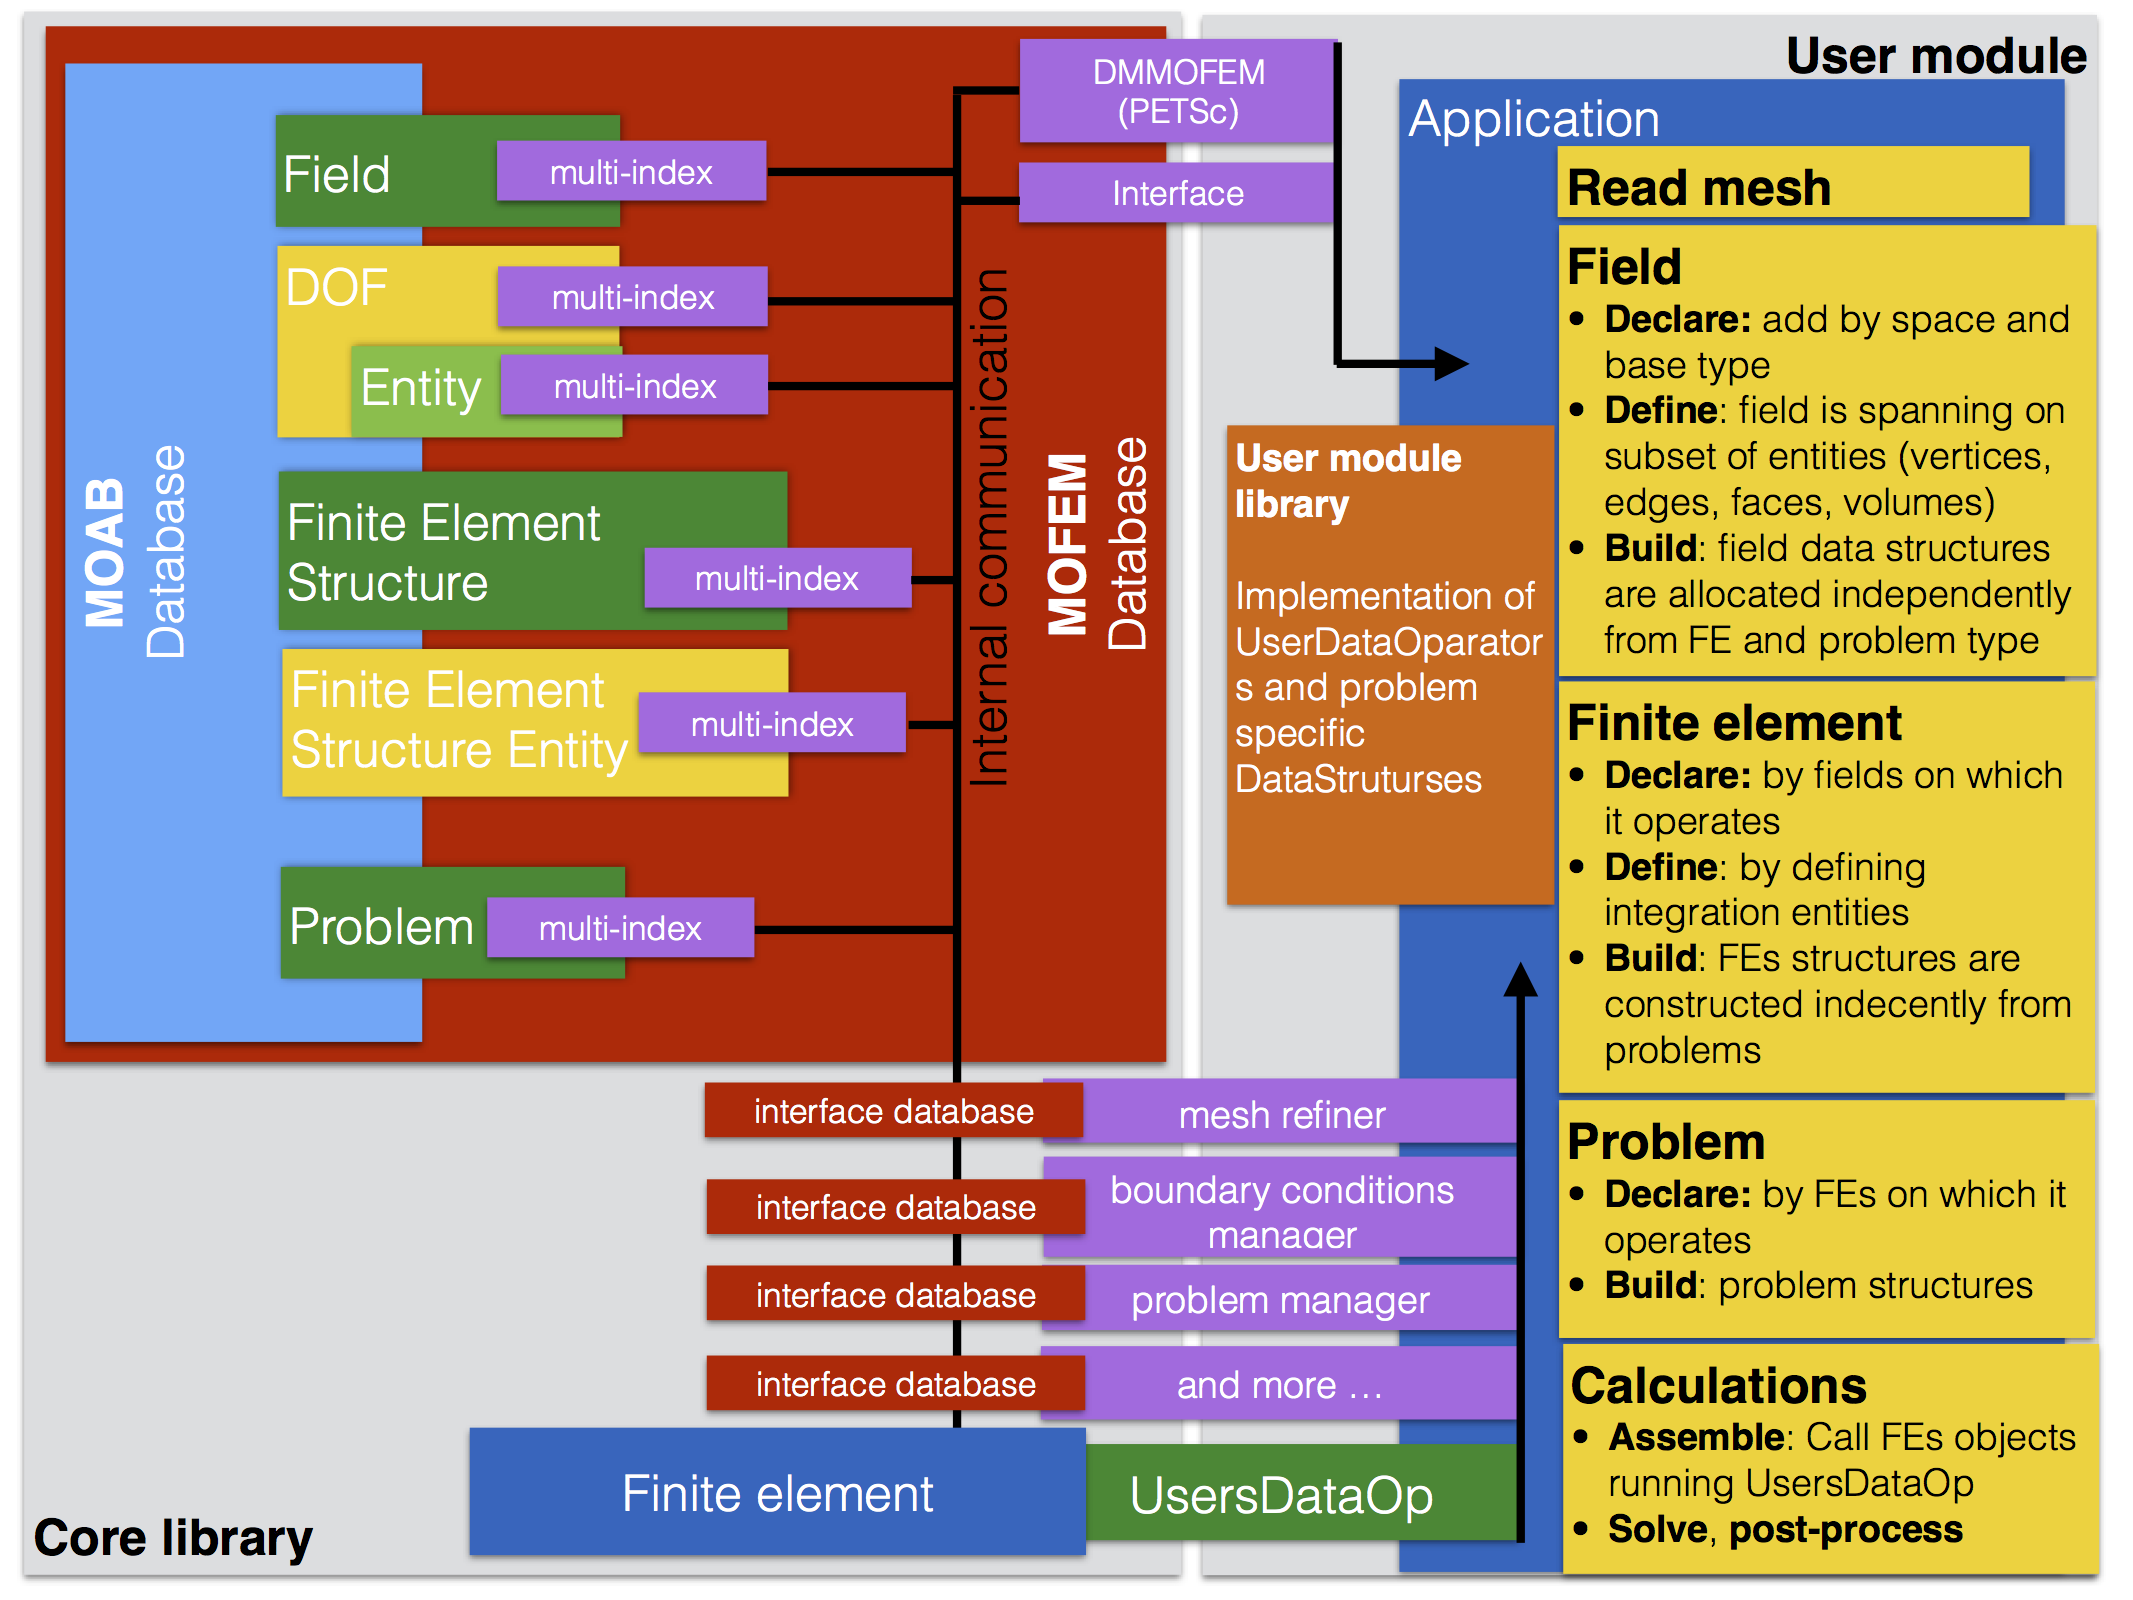 MOAB
Database
Field
multi-index
DOF
multi-index
Entity
multi-index
Finite Element
Structure
multi-index
Finite Element
Structure Entity
multi-index
Problem
multi-index
Internal communication
MOFEM
Database
DMMOFEM
(PETSc)
Interface
interface database
mesh refiner
interface database
boundary conditions
manager
interface database
problem manager
interface database
and more …
Finite element
UsersDataOp
Core library
User module
Application
User module
library
Implementation of
UserDataOparator
s and problem
specific
DataStruturses
Read mesh
Field
• Declare: add by space and
base type
• Define: field is spanning on
subset of entities (vertices,
edges, faces, volumes)
• Build: field data structures
are allocated independently
from FE and problem type
Finite element
• Declare: by fields on which
it operates
• Define: by defining
integration entities
• Build: FEs structures are
constructed indecently from
problems
Problem
• Declare: by FEs on which it
operates
• Build: problem structures
Calculations
• Assemble: Call FEs objects
running UsersDataOp
• Solve, post-process